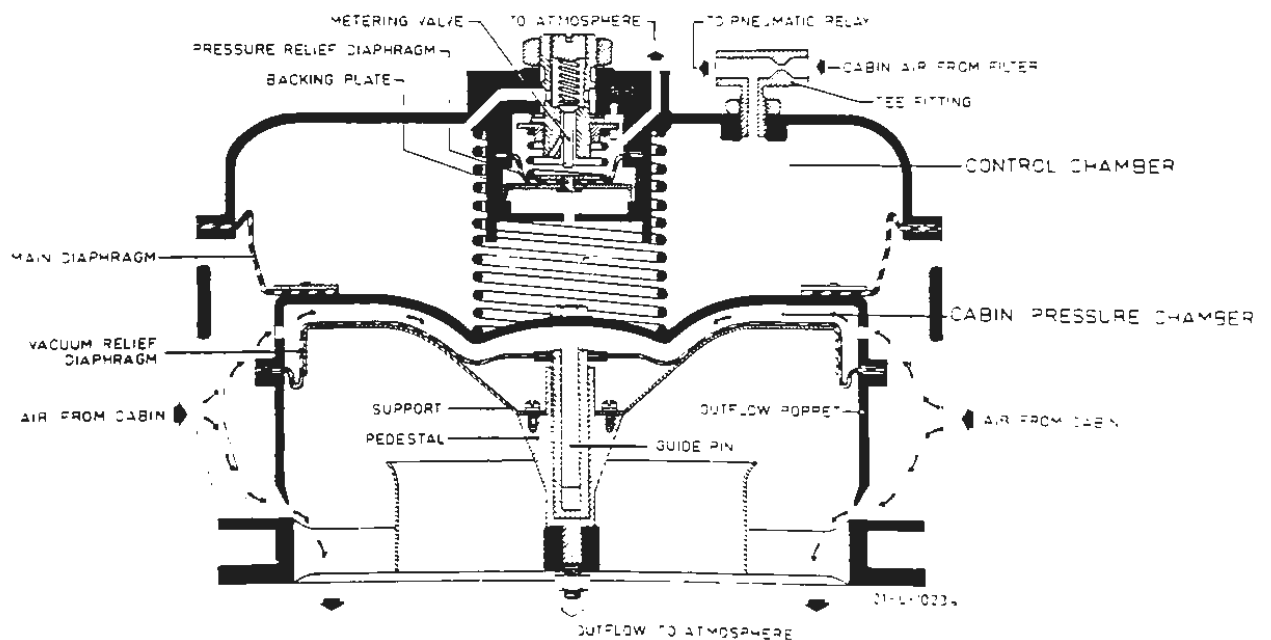 METERING VALVE
TO ATMOSPHERE
TO PNEUMATIC RELAY
PRESSURE RELIEF DIAPHRAGM
CABIN AIR FROM FILTER
BACKING PLATE
TEE FITTING
CONTROL CHAMBER
MAIN DIAPHRAGM
CABIN PRESSURE CHAMBER
VACUUM RELIEF
DIAPHRAGM
SUPPORT
OUTFLOW POPPET
AIR FROM CABIN
AIR FROM CABIN
PEDESTAL
GUIDE PIN
OUTFLOW TO ATMOSPHERE